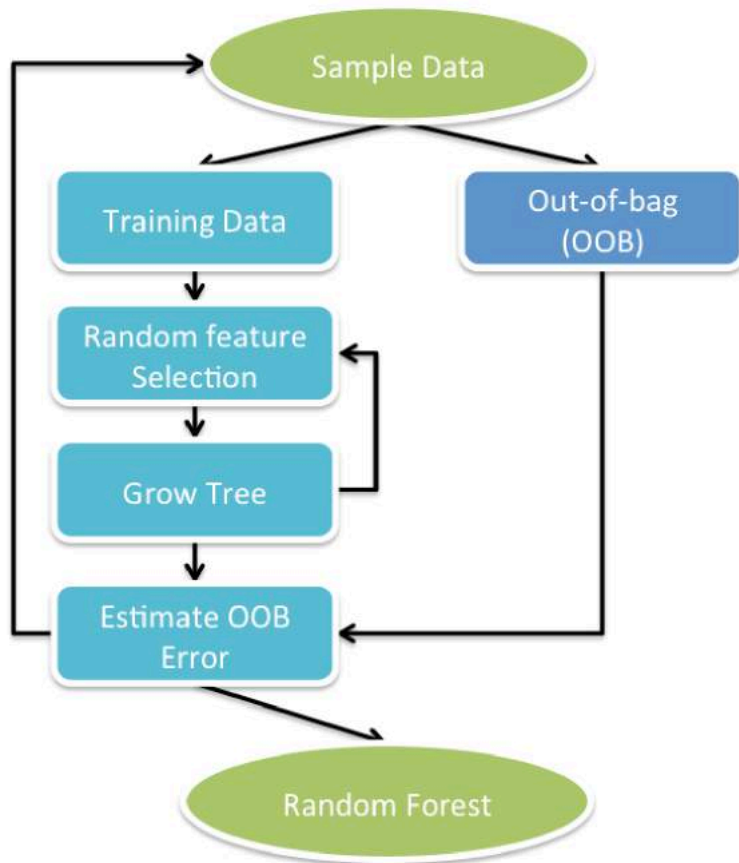 Sample Data
Training Data
Out-of-bag
(OOB)
Random feature
Selection
Grow Tree
Estimate OOB
Error
Random Forest